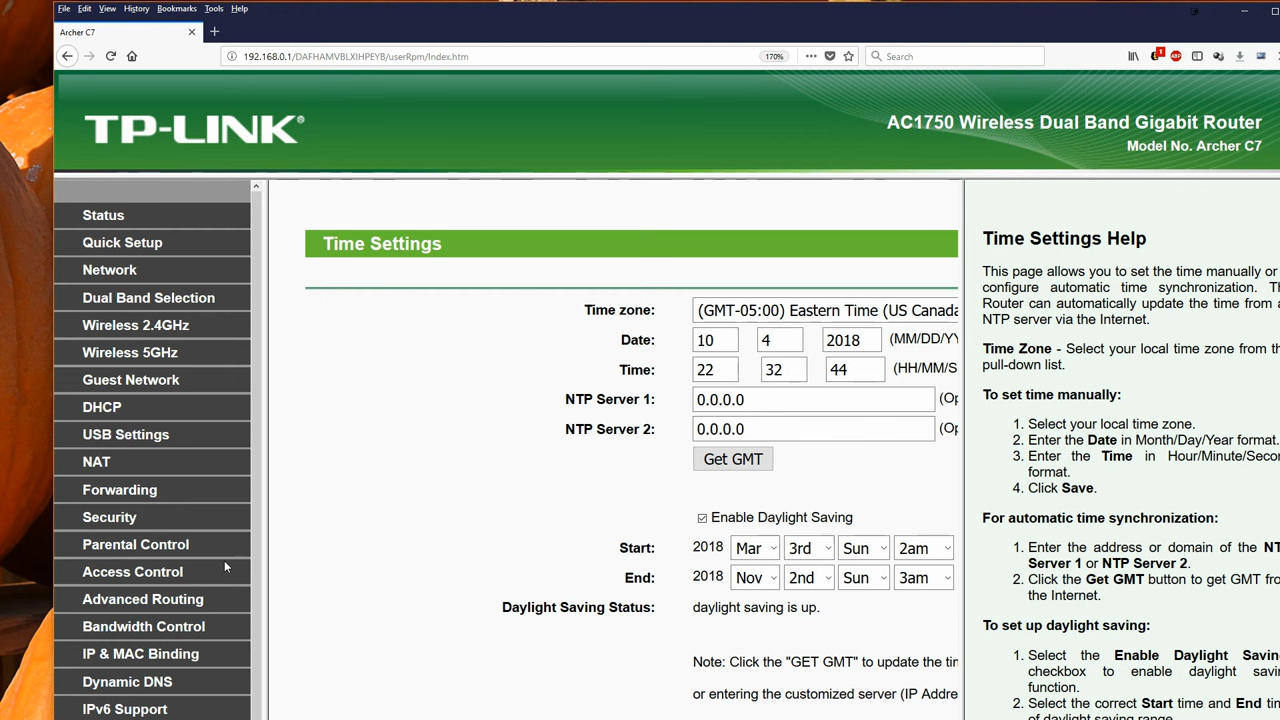 File Edit View History Bookmarks Tools Help
Archer C7
192.168.0.1/DAFHAMVBLXIHPEYB/userRpm/Index.htm
170%
Search
1
ABP
TP-LINK®
AC1750 Wireless Dual Band Gigabit Router
Model No. Archer C7
Status
Quick Setup
Network
Dual Band Selection
Wireless 2.4GHz
Wireless 5GHz
Guest Network
DHCP
USB Settings
NAT
Forwarding
Security
Parental Control
Access Control
Advanced Routing
Bandwidth Control
IP & MAC Binding
Dynamic DNS
IPv6 Support
Time Settings
Time zone: (GMT-05:00) Eastern Time (US Canada
Date: 10 4 2018 (MM/DD/YY
Time: 22 32 44 (HH/MM/S
NTP Server 1: 0.0.0.0 (Op
NTP Server 2: 0.0.0.0 (Op
Get GMT
Enable Daylight Saving
Start: 2018 Mar 3rd Sun 2am
End: 2018 Nov 2nd Sun 3am
Daylight Saving Status: daylight saving is up.
Note: Click the "GET GMT" to update the tim
or entering the customized server (IP Addre
Time Settings Help
This page allows you to set the time manually or
configure automatic time synchronization. Th
Router can automatically update the time from
NTP server via the Internet.
Time Zone - Select your local time zone from th
pull-down list.
To set time manually:
1. Select your local time zone.
2. Enter the Date in Month/Day/Year format.
3. Enter the Time in Hour/Minute/Secon
format.
4. Click Save.
For automatic time synchronization:
1. Enter the address or domain of the NT
Server 1 or NTP Server 2.
2. Click the Get GMT button to get GMT fro
the Internet.
To set up daylight saving:
1. Select the Enable Daylight Saving
checkbox to enable daylight savin
function.
2. Select the correct Start time and End tim
of daylight saving range.